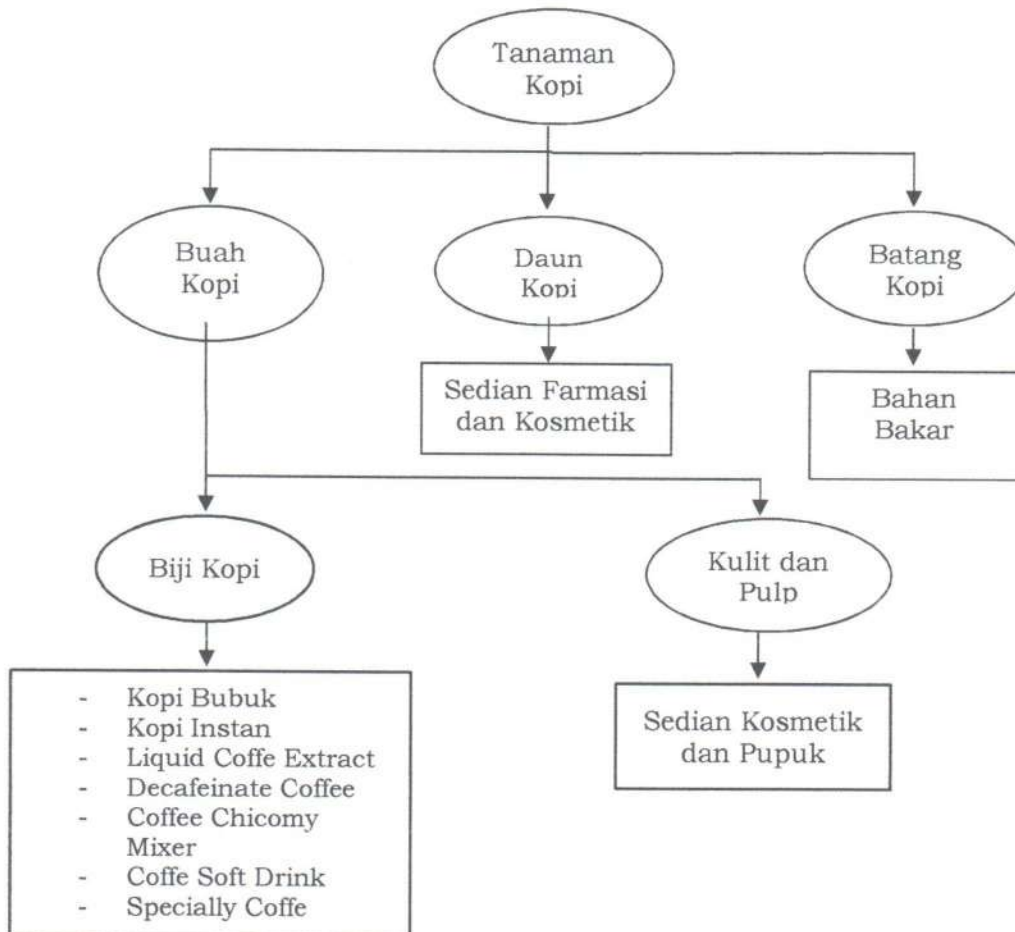 Tanaman
Kopi
Buah
Kopi
Daun
Kopi
Batang
Kopi
Sedian Farmasi
dan Kosmetik
Bahan
Bakar
Biji Kopi
Kulit dan
Pulp
- Kopi Bubuk
- Kopi Instan
- Liquid Coffe Extract
- Decafeinate Coffee
- Coffee Chicomy
Mixer
- Coffe Soft Drink
- Specially Coffe
Sedian Kosmetik
dan Pupuk